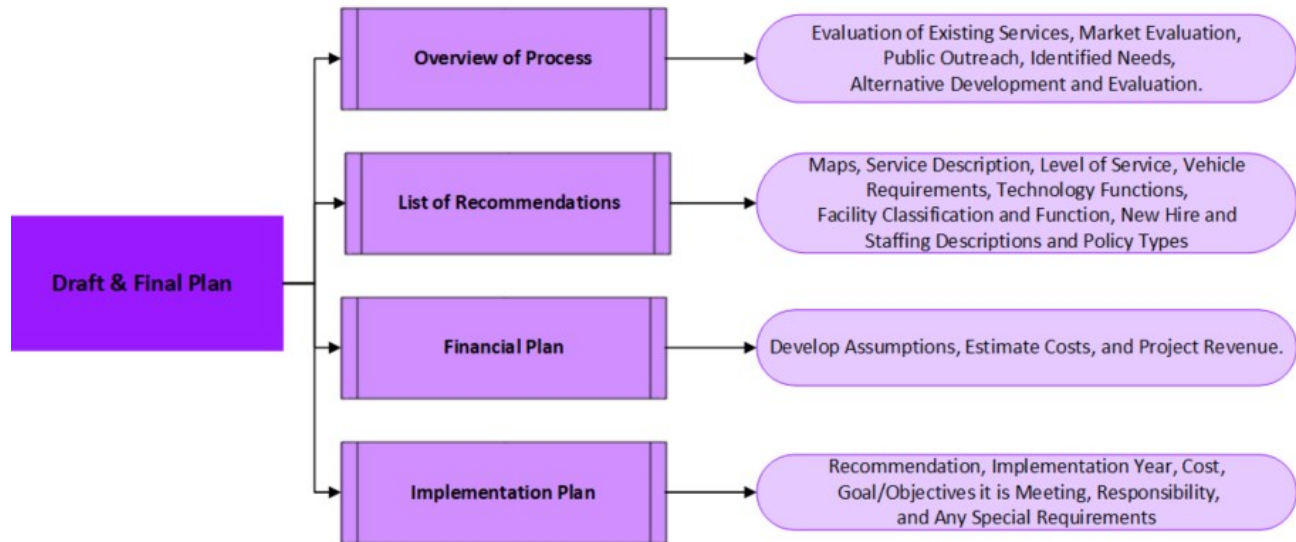 Draft & Final Plan
Overview of Process
Evaluation of Existing Services, Market Evaluation,
Public Outreach, Identified Needs,
Alternative Development and Evaluation.
List of Recommendations
Maps, Service Description, Level of Service, Vehicle
Requirements, Technology Functions,
Facility Classification and Function, New Hire and
Staffing Descriptions and Policy Types
Financial Plan
Develop Assumptions, Estimate Costs, and Project Revenue.
Implementation Plan
Recommendation, Implementation Year, Cost,
Goal/Objectives it is Meeting, Responsibility,
and Any Special Requirements